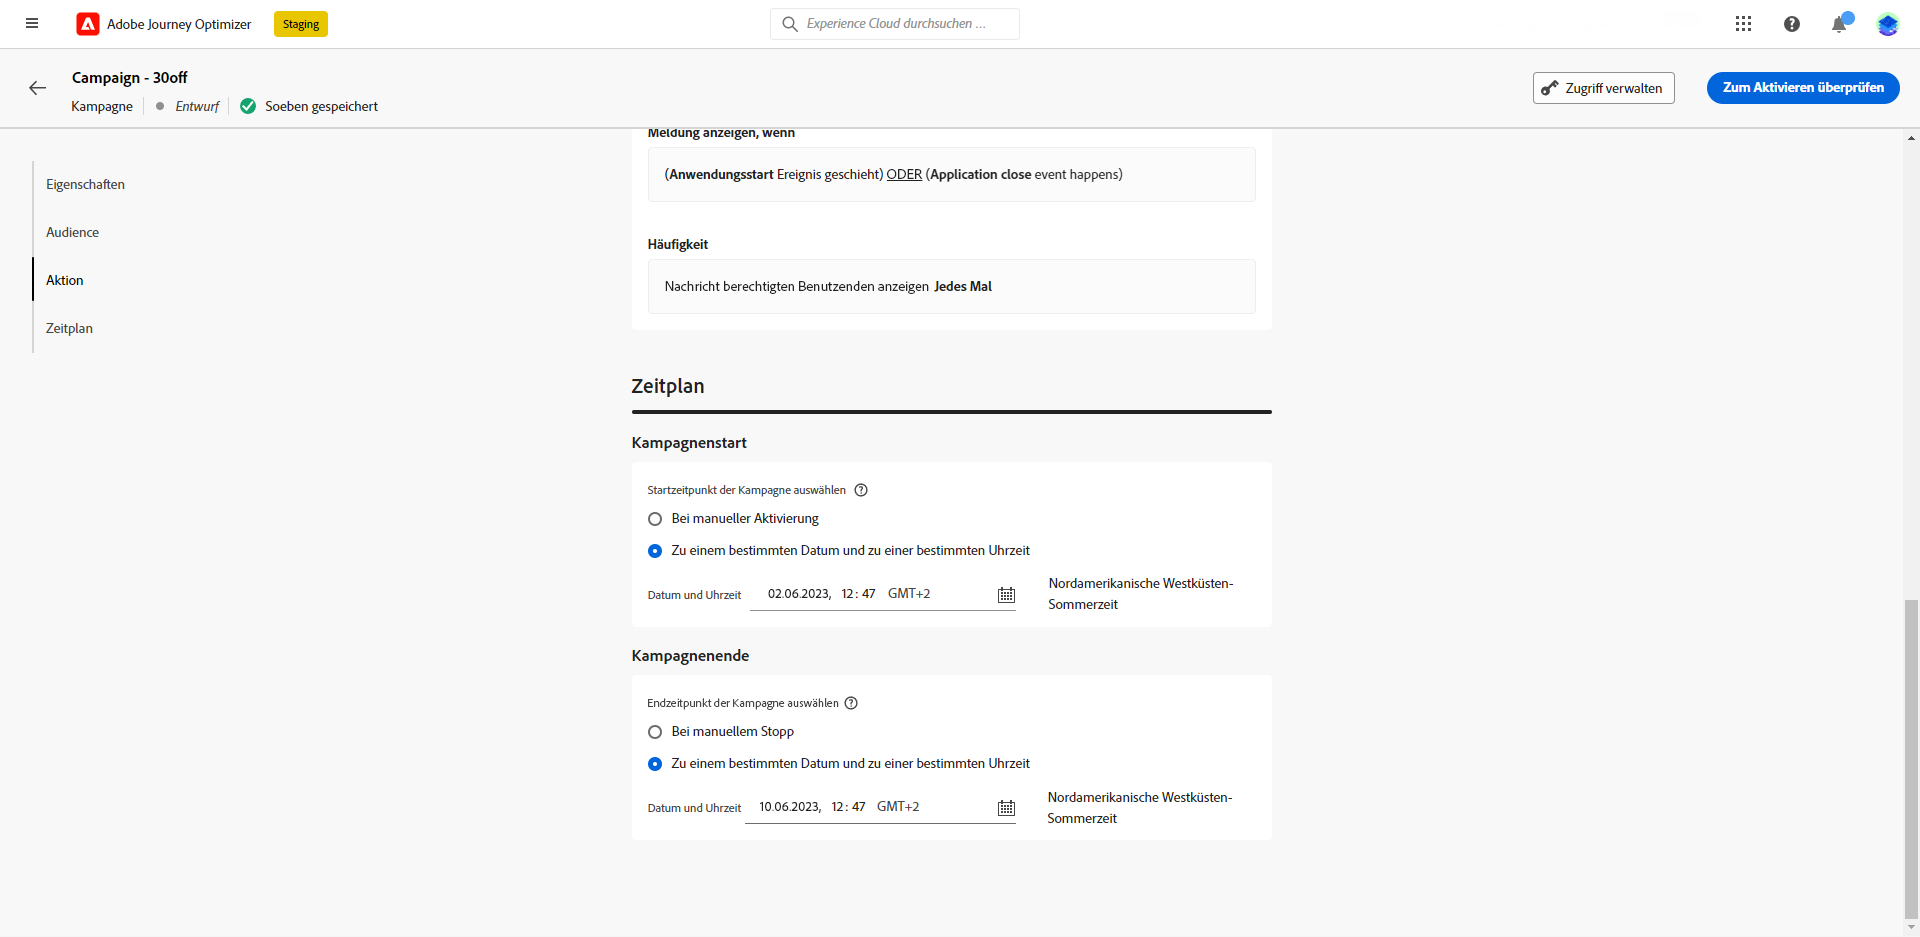 Adobe Journey Optimizer
Staging
Experience Cloud durchsuchen ...
Campaign - 30off
Kampagne
Entwurf
Soeben gespeichert
Zugriff verwalten
Zum Aktivieren überprüfen
Eigenschaften
Audience
Aktion
Zeitplan
Meldung anzeigen, wenn
(Anwendungsstart Ereignis geschieht) ODER (Application close event happens)
Häufigkeit
Nachricht berechtigten Benutzenden anzeigen Jedes Mal
Zeitplan
Kampagnenstart
Startzeitpunkt der Kampagne auswählen
Bei manueller Aktivierung
Zu einem bestimmten Datum und zu einer bestimmten Uhrzeit
Datum und Uhrzeit 02.06.2023, 12 : 47 GMT+2
Nordamerikanische Westküsten-
Sommerzeit
Kampagnenende
Endzeitpunkt der Kampagne auswählen
Bei manuellem Stopp
Zu einem bestimmten Datum und zu einer bestimmten Uhrzeit
Datum und Uhrzeit 10.06.2023, 12 : 47 GMT+2
Nordamerikanische Westküsten-
Sommerzeit